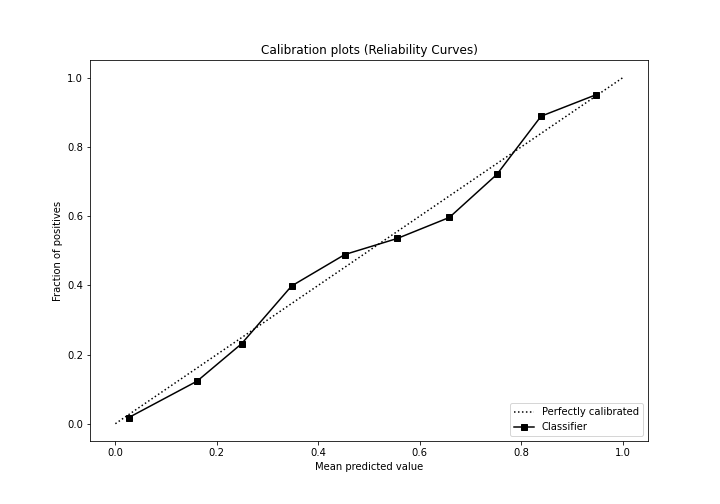 Calibration plots (Reliability Curves)
1.0
0.8
0.6
0.4
0.2
0.0
Fraction of positives
0.0 0.2 0.4 0.6 0.8 1.0
Mean predicted value
Perfectly calibrated
Classifier